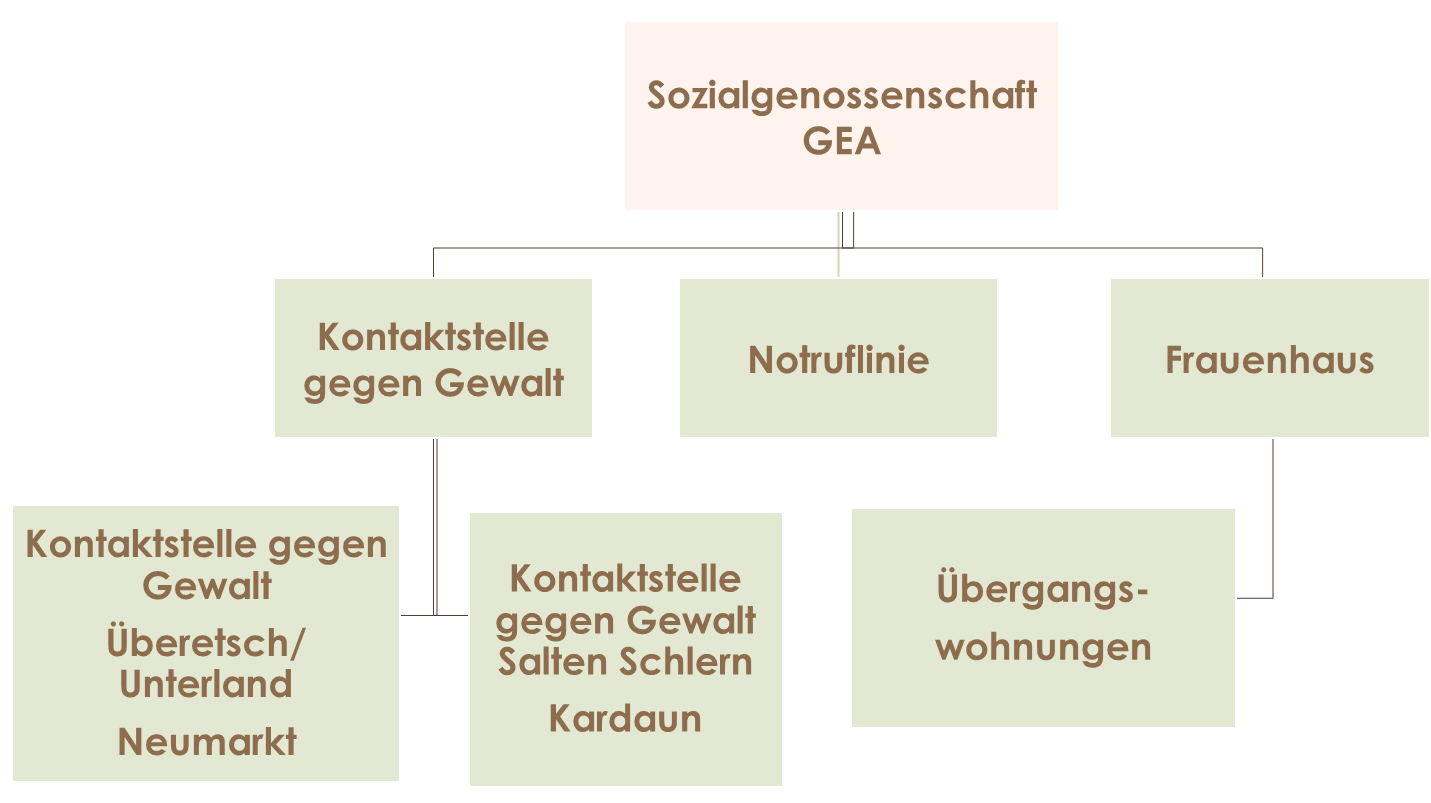 Sozialgenossenschaft
GEA
Kontaktstelle
gegen Gewalt
Notruflinie
Frauenhaus
Kontaktstelle gegen
Gewalt
Überetsch/
Unterland
Neumarkt
Kontaktstelle
gegen Gewalt
Salten Schlern
Kardaun
Übergangs-
wohnungen